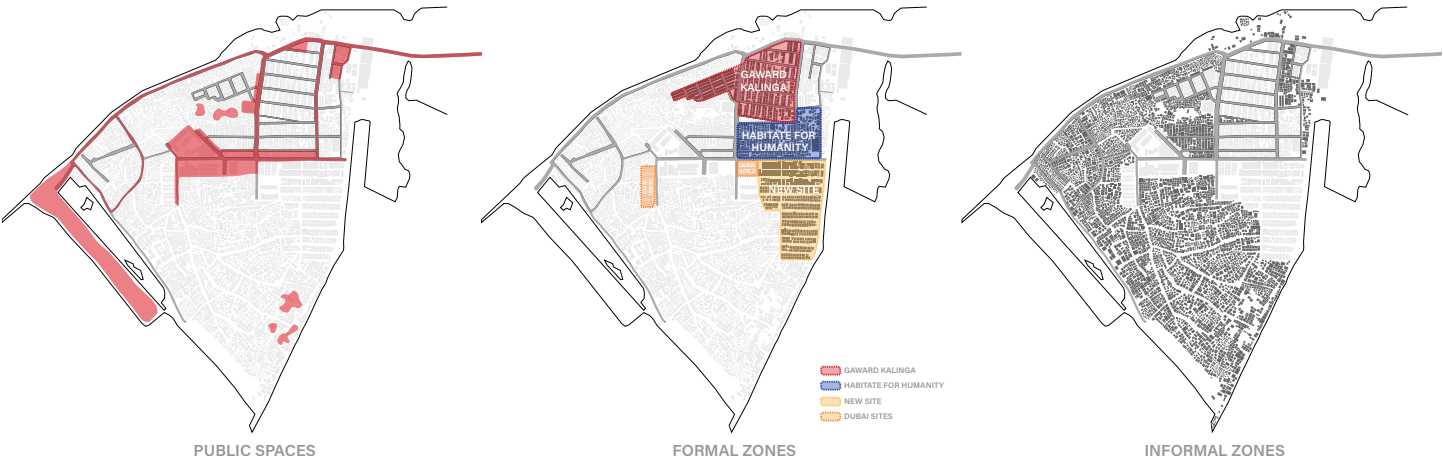 GAWARD
KALINGA
HABITATE FOR
HUMANITY
NEW SITE
GAWARD KALINGA
HABITATE FOR HUMANITY
NEW SITE
DUBAI SITES
PUBLIC SPACES
FORMAL ZONES
INFORMAL ZONES